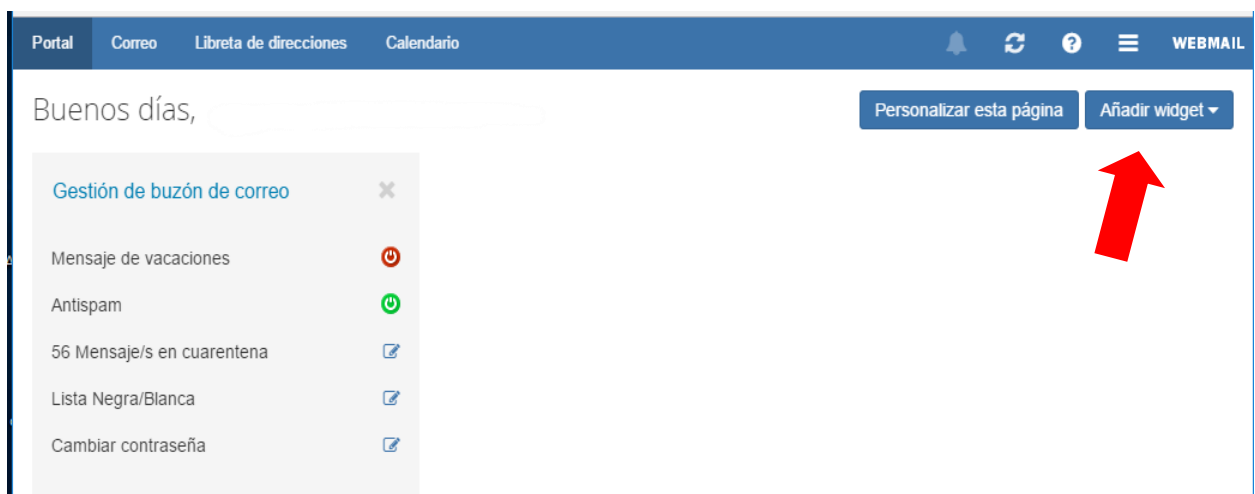 Portal Correo Libreta de direcciones Calendario WEBMAIL
Buenos días,
Personalizar esta página Añadir widget
Gestión de buzón de correo
Mensaje de vacaciones
Antispam
56 Mensaje/s en cuarentena
Lista Negra/Blanca
Cambiar contraseña